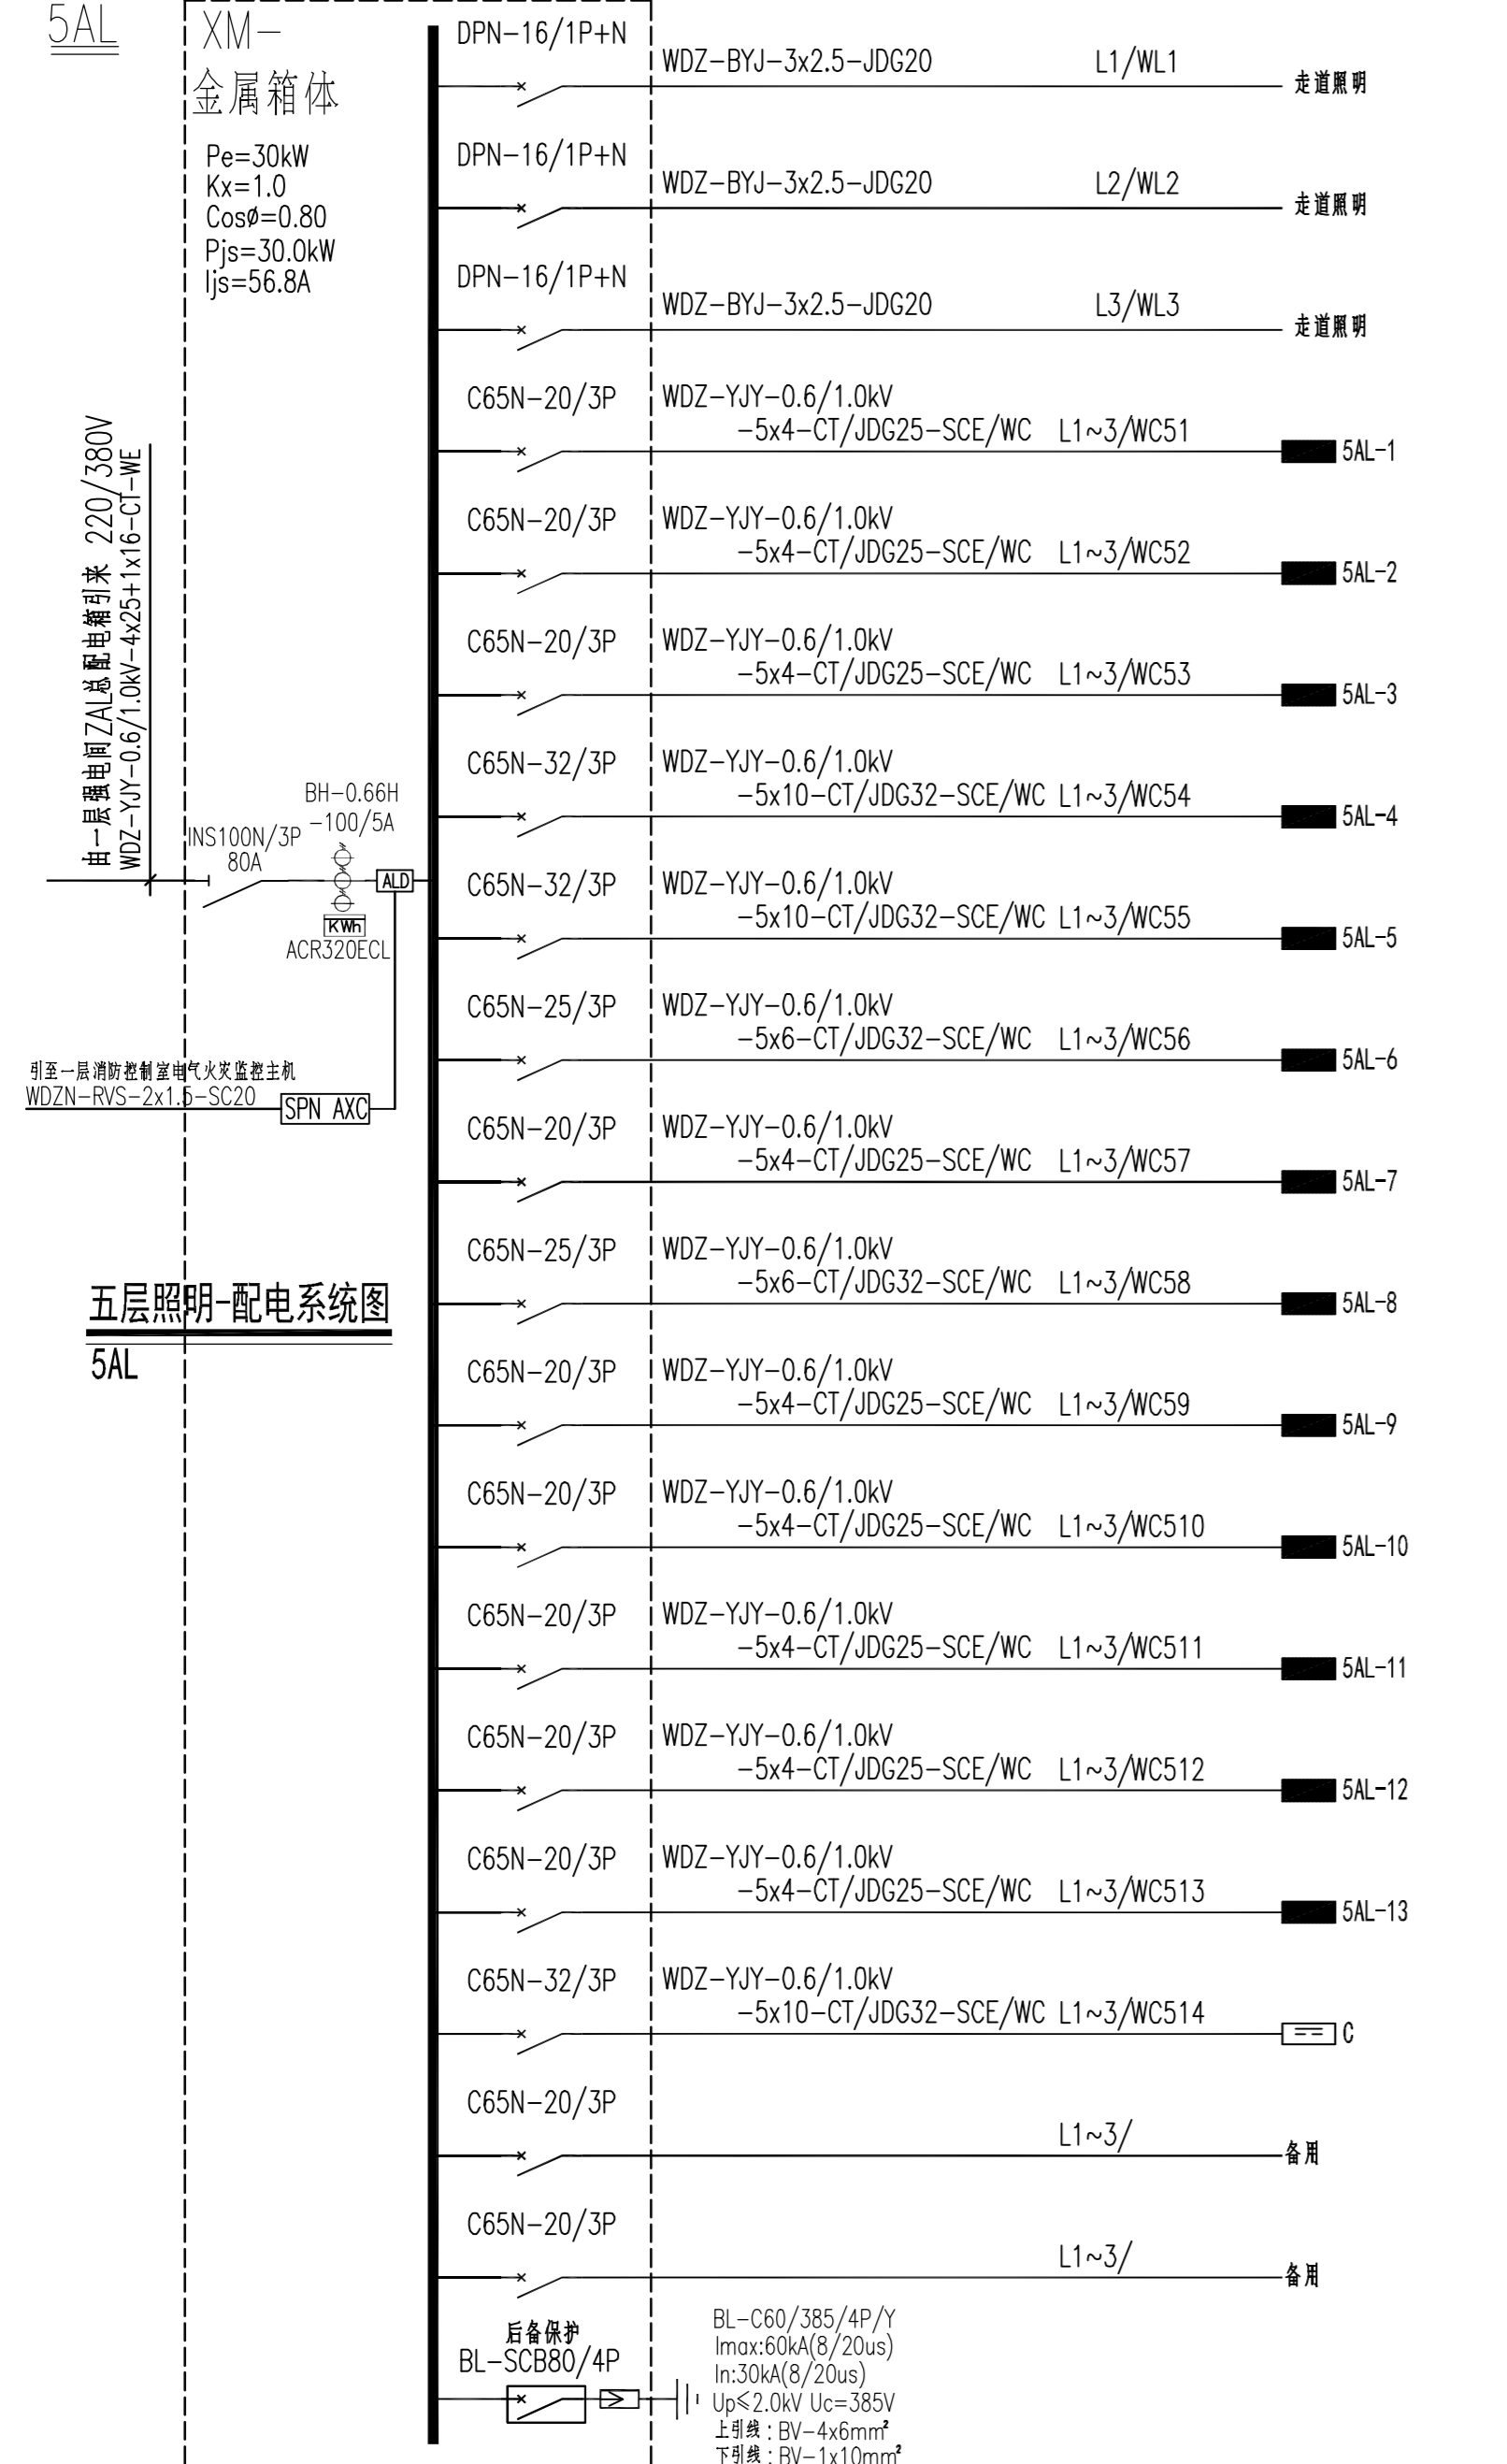 5AL
XM-
金属箱体
Pe=30kW
Kx=1.0
Cosø=0.80
Pjs=30.0kW
Ijs=56.8A
由一层强电间ZAL总配电箱引来 220/380V
WDZ-YJY-0.6/1.0kV-4x25+1x16-CT-WE
INS100N/3P
80A
BH-0.66H
-100/5A
ALD
KWh
ACR320ECL
引至一层消防控制室电气火灾监控主机
WDZN-RVS-2x1.5-SC20
SPN AXC
五层照明-配电系统图
5AL
DPN-16/1P+N
WDZ-BYJ-3x2.5-JDG20 L1/WL1
走道照明
DPN-16/1P+N
WDZ-BYJ-3x2.5-JDG20 L2/WL2
走道照明
DPN-16/1P+N
WDZ-BYJ-3x2.5-JDG20 L3/WL3
走道照明
C65N-20/3P WDZ-YJY-0.6/1.0kV
-5x4-CT/JDG25-SCE/WC L1~3/WC51
5AL-1
C65N-20/3P WDZ-YJY-0.6/1.0kV
-5x4-CT/JDG25-SCE/WC L1~3/WC52
5AL-2
C65N-20/3P WDZ-YJY-0.6/1.0kV
-5x4-CT/JDG25-SCE/WC L1~3/WC53
5AL-3
C65N-32/3P WDZ-YJY-0.6/1.0kV
-5x10-CT/JDG32-SCE/WC L1~3/WC54
5AL-4
C65N-32/3P WDZ-YJY-0.6/1.0kV
-5x10-CT/JDG32-SCE/WC L1~3/WC55
5AL-5
C65N-25/3P WDZ-YJY-0.6/1.0kV
-5x6-CT/JDG32-SCE/WC L1~3/WC56
5AL-6
C65N-20/3P WDZ-YJY-0.6/1.0kV
-5x4-CT/JDG25-SCE/WC L1~3/WC57
5AL-7
C65N-25/3P WDZ-YJY-0.6/1.0kV
-5x6-CT/JDG32-SCE/WC L1~3/WC58
5AL-8
C65N-20/3P WDZ-YJY-0.6/1.0kV
-5x4-CT/JDG25-SCE/WC L1~3/WC59
5AL-9
C65N-20/3P WDZ-YJY-0.6/1.0kV
-5x4-CT/JDG25-SCE/WC L1~3/WC510
5AL-10
C65N-20/3P WDZ-YJY-0.6/1.0kV
-5x4-CT/JDG25-SCE/WC L1~3/WC511
5AL-11
C65N-20/3P WDZ-YJY-0.6/1.0kV
-5x4-CT/JDG25-SCE/WC L1~3/WC512
5AL-12
C65N-20/3P WDZ-YJY-0.6/1.0kV
-5x4-CT/JDG25-SCE/WC L1~3/WC513
5AL-13
C65N-32/3P WDZ-YJY-0.6/1.0kV
-5x10-CT/JDG32-SCE/WC L1~3/WC514
C
C65N-20/3P
L1~3/
备用
C65N-20/3P
L1~3/
备用
后备保护
BL-SCB80/4P
BL-C60/385/4P/Y
Imax:60kA(8/20us)
In:30kA(8/20us)
Up≤2.0kV Uc=385V
上引线：BV-4x6mm²
下引线：BV-1x10mm²